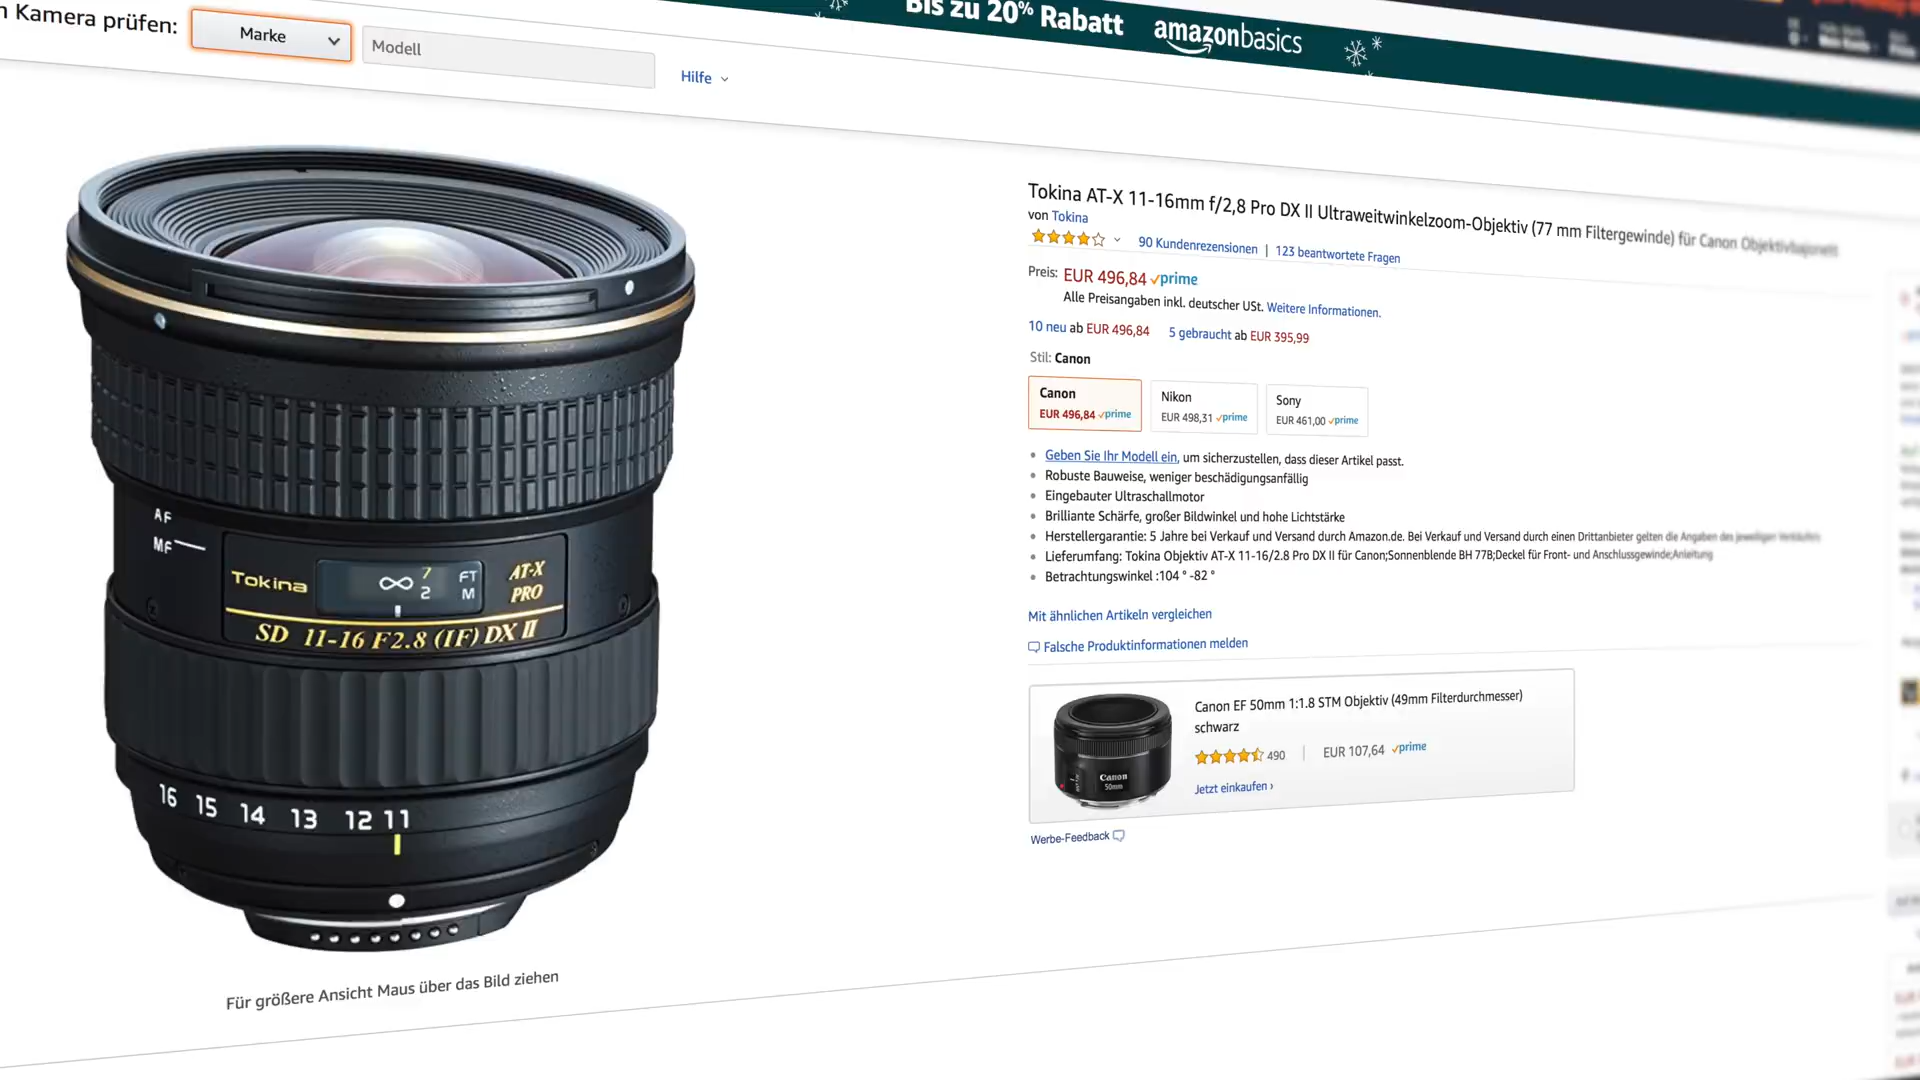 Kamera prüfen:
Marke
Modell
Hilfe
Bis zu 20% Rabatt
amazonbasics
Tokina AT-X 11-16mm f/2,8 Pro DX II Ultraweitwinkelzoom-Objektiv (77 mm Filtergewinde) für Canon Objektivbajonett
von Tokina
90 Kundenrezensionen | 123 beantwortete Fragen
Preis: EUR 496,84 prime
Alle Preisangaben inkl. deutscher USt. Weitere Informationen.
10 neu ab EUR 496,84 5 gebraucht ab EUR 395,99
Stil: Canon
Canon
EUR 496,84 prime
Nikon
EUR 498,31 prime
Sony
EUR 461,00 prime
Geben Sie Ihr Modell ein, um sicherzustellen, dass dieser Artikel passt.
Robuste Bauweise, weniger beschädigungsanfällig
Eingebauter Ultraschallmotor
Brilliante Schärfe, großer Bildwinkel und hohe Lichtstärke
Herstellergarantie: 5 Jahre bei Verkauf und Versand durch Amazon.de. Bei Verkauf und Versand durch einen Drittanbieter gelten die Angaben des jeweiligen Verkäufers
Lieferumfang: Tokina Objektiv AT-X 11-16/2.8 Pro DX II für Canon;Sonnenblende BH 77B;Deckel für Front- und Anschlussgewinde;Anleitung
Betrachtungswinkel :104 ° -82 °
Mit ähnlichen Artikeln vergleichen
Falsche Produktinformationen melden
Canon EF 50mm 1:1.8 STM Objektiv (49mm Filterdurchmesser)
schwarz
490 | EUR 107,64 prime
Jetzt einkaufen ›
Canon
50mm
Werbe-Feedback
AF
MF
Tokina
∞ 7 FT
2 M
AT-X
PRO
SD 11-16 F2.8 (IF) DX II
16 15 14 13 12 11
Für größere Ansicht Maus über das Bild ziehen